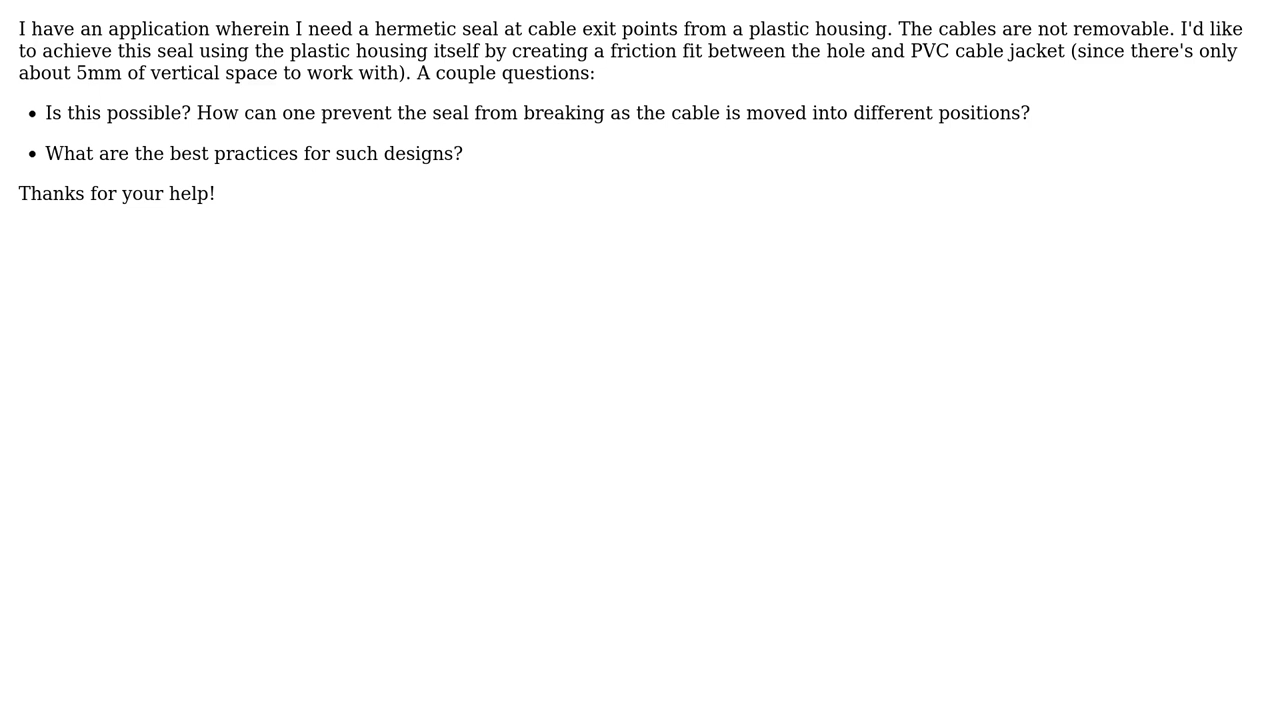 I have an application wherein I need a hermetic seal at cable exit points from a plastic housing. The cables are not removable. I'd like
to achieve this seal using the plastic housing itself by creating a friction fit between the hole and PVC cable jacket (since there's only
about 5mm of vertical space to work with). A couple questions:
• Is this possible? How can one prevent the seal from breaking as the cable is moved into different positions?
• What are the best practices for such designs?
Thanks for your help!